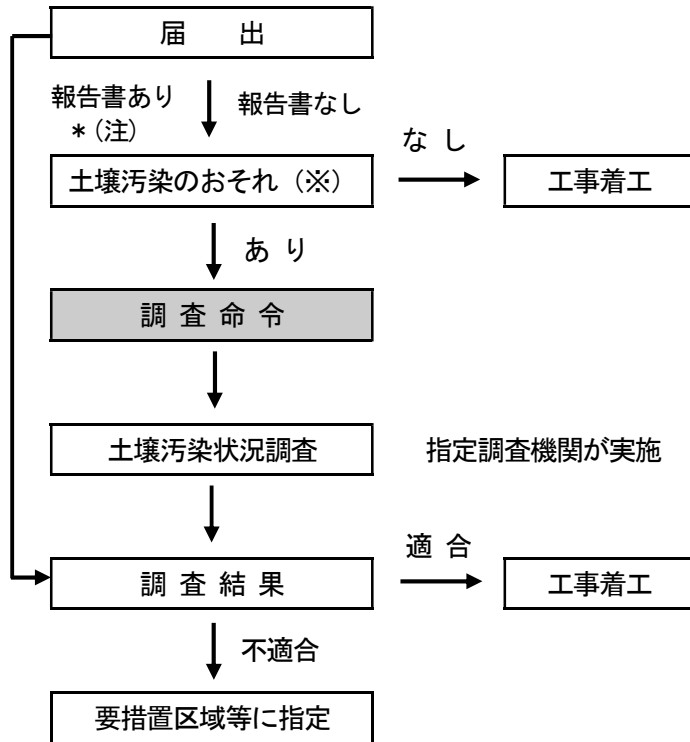 届 出
報告書あり
*(注)
報告書なし
な し
土壌汚染のおそれ(※)
工事着工
あ り
調 査 命 令
土壌汚染状況調査
指定調査機関が実施
適 合
調 査 結 果
工事着工
不適合
要措置区域等に指定